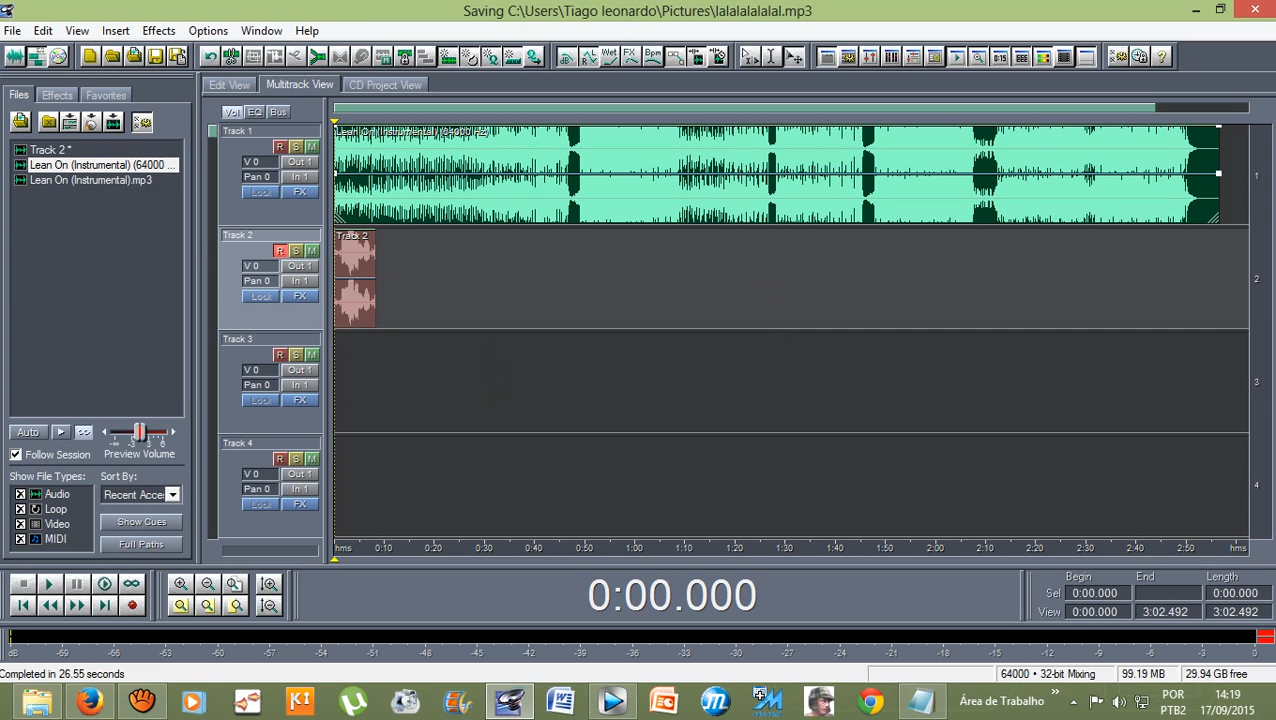 Saving C:\Users\Tiago leonardo\Pictures\lalalalalalal.mp3
File Edit View Insert Effects Options Window Help
Edit View Multitrack View CD Project View
Files Effects Favorites
Vol EQ Bus
Track 2 *
Lean On (Instrumental) (64000 ...
Lean On (Instrumental).mp3
Track 1
R S M
V 0 Out 1
Pan 0 In 1
Lock FX
Lean On (Instrumental) (64000 Hz)
1
Track 2
R S M
V 0 Out 1
Pan 0 In 1
Lock FX
Track 2
2
Track 3
R S M
V 0 Out 1
Pan 0 In 1
Lock FX
3
Track 4
R S M
V 0 Out 1
Pan 0 In 1
Lock FX
4
Auto
-∞ -3 3 6
Follow Session Preview Volume
Show File Types: Sort By:
Audio Recent Acce
Loop
Video Show Cues
MIDI Full Paths
hms 0:10 0:20 0:30 0:40 0:50 1:00 1:10 1:20 1:30 1:40 1:50 2:00 2:10 2:20 2:30 2:40 2:50 hms
0:00.000
Begin End Length
Sel 0:00.000 0:00.000
View 0:00.000 3:02.492 3:02.492
dB -69 -66 -63 -60 -57 -54 -51 -48 -45 -42 -39 -36 -33 -30 -27 -24 -21 -18 -15 -12 -9 -6 -3 0
Completed in 26.55 seconds 64000 • 32-bit Mixing 99.19 MB 29.94 GB free
Área de Trabalho
POR
PTB2
14:19
17/09/2015